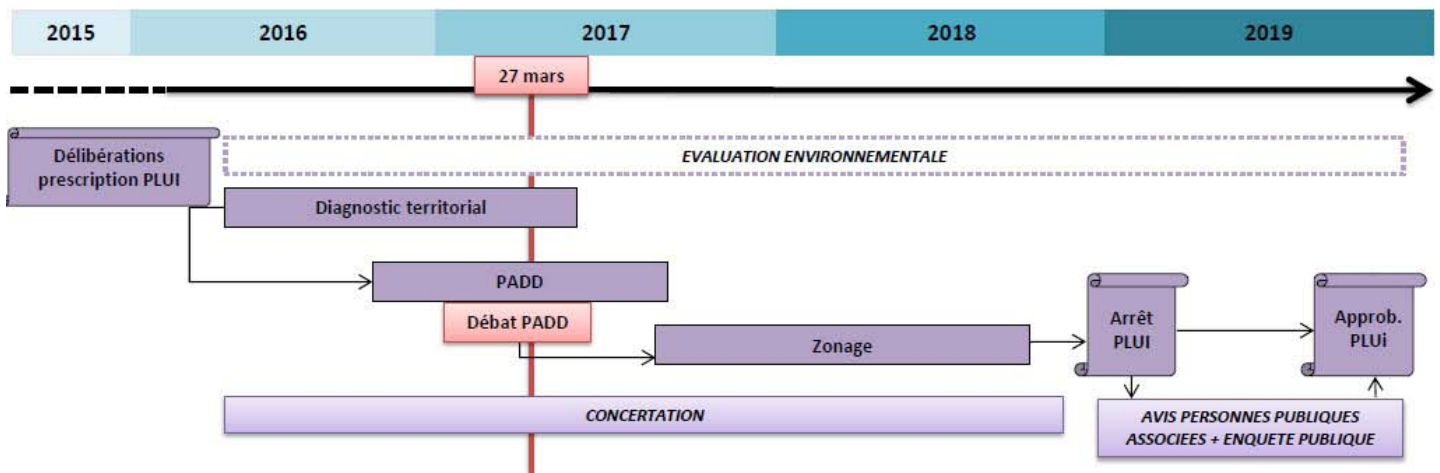 2015 2016 2017 2018 2019
27 mars
Délibérations
prescription PLUI
EVALUATION ENVIRONNEMENTALE
Diagnostic territorial
PADD
Débat PADD
Zonage
Arrêt
PLUI
Approb.
PLUi
CONCERTATION
AVIS PERSONNES PUBLIQUES
ASSOCIEES + ENQUETE PUBLIQUE